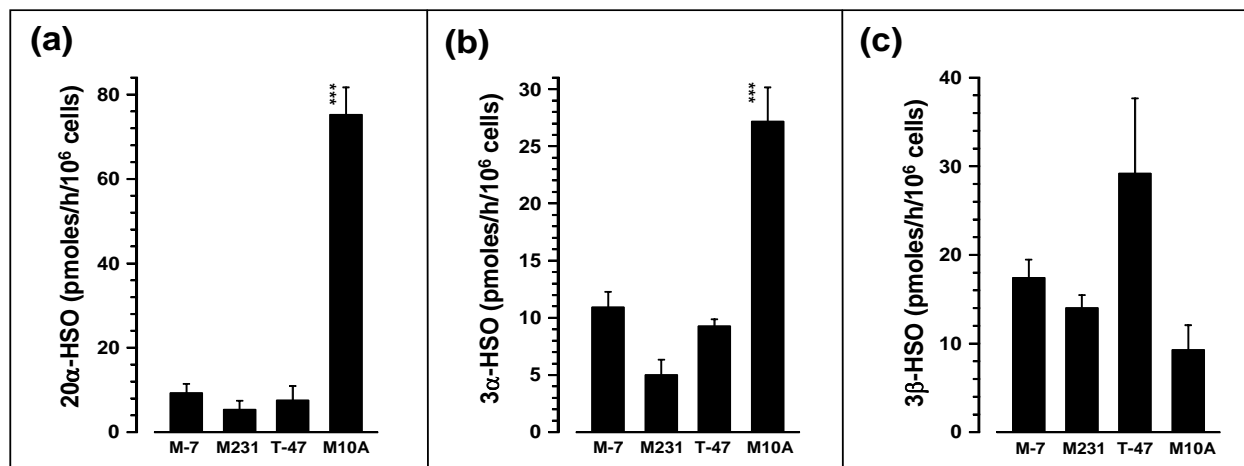 (a)
20α-HSO (pmoles/h/10⁶ cells)
80
60
40
20
0
***
M-7 M231 T-47 M10A
(b)
3α-HSO (pmoles/h/10⁶ cells)
30
25
20
15
10
5
0
***
M-7 M231 T-47 M10A
(c)
3β-HSO (pmoles/h/10⁶ cells)
40
30
20
10
0
M-7 M231 T-47 M10A